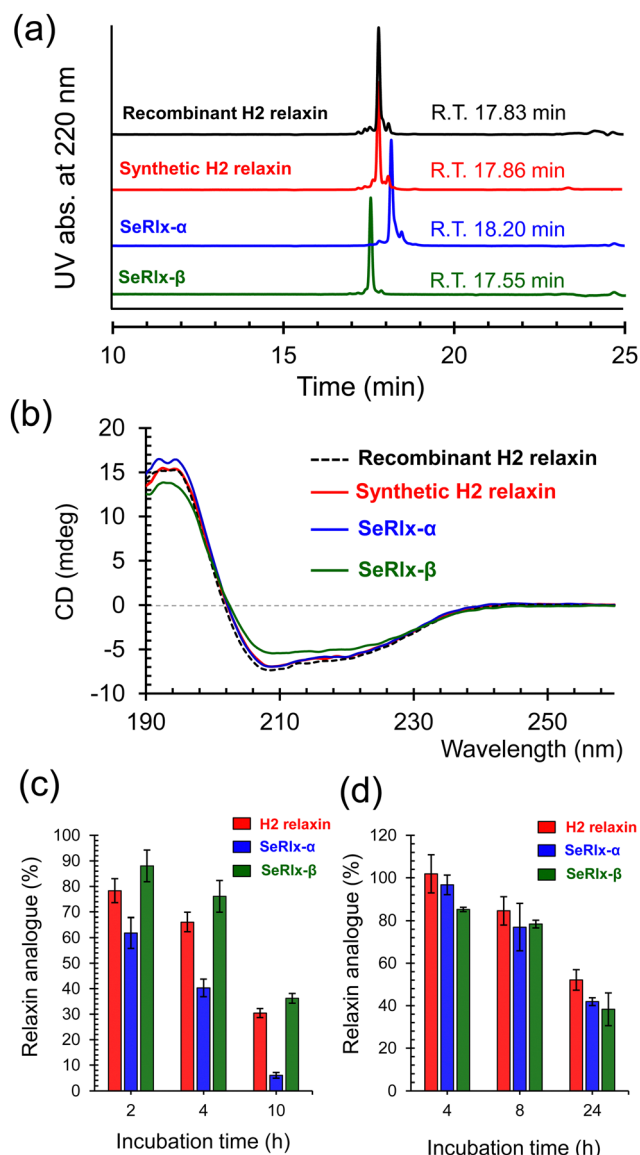 (a)
UV abs. at 220 nm
Recombinant H2 relaxin R.T. 17.83 min
Synthetic H2 relaxin R.T. 17.86 min
SeRlx-α R.T. 18.20 min
SeRlx-β R.T. 17.55 min
10 15 20 25
Time (min)
(b)
CD (mdeg)
20
15
10
5
0
-5
-10
Recombinant H2 relaxin
Synthetic H2 relaxin
SeRlx-α
SeRlx-β
190 210 230 250
Wavelength (nm)
(c)
Relaxin analogue (%)
100
90
80
70
60
50
40
30
20
10
0
H2 relaxin
SeRlx-α
SeRlx-β
2 4 10
Incubation time (h)
(d)
Relaxin analogue (%)
120
100
80
60
40
20
0
H2 relaxin
SeRlx-α
SeRlx-β
4 8 24
Incubation time (h)